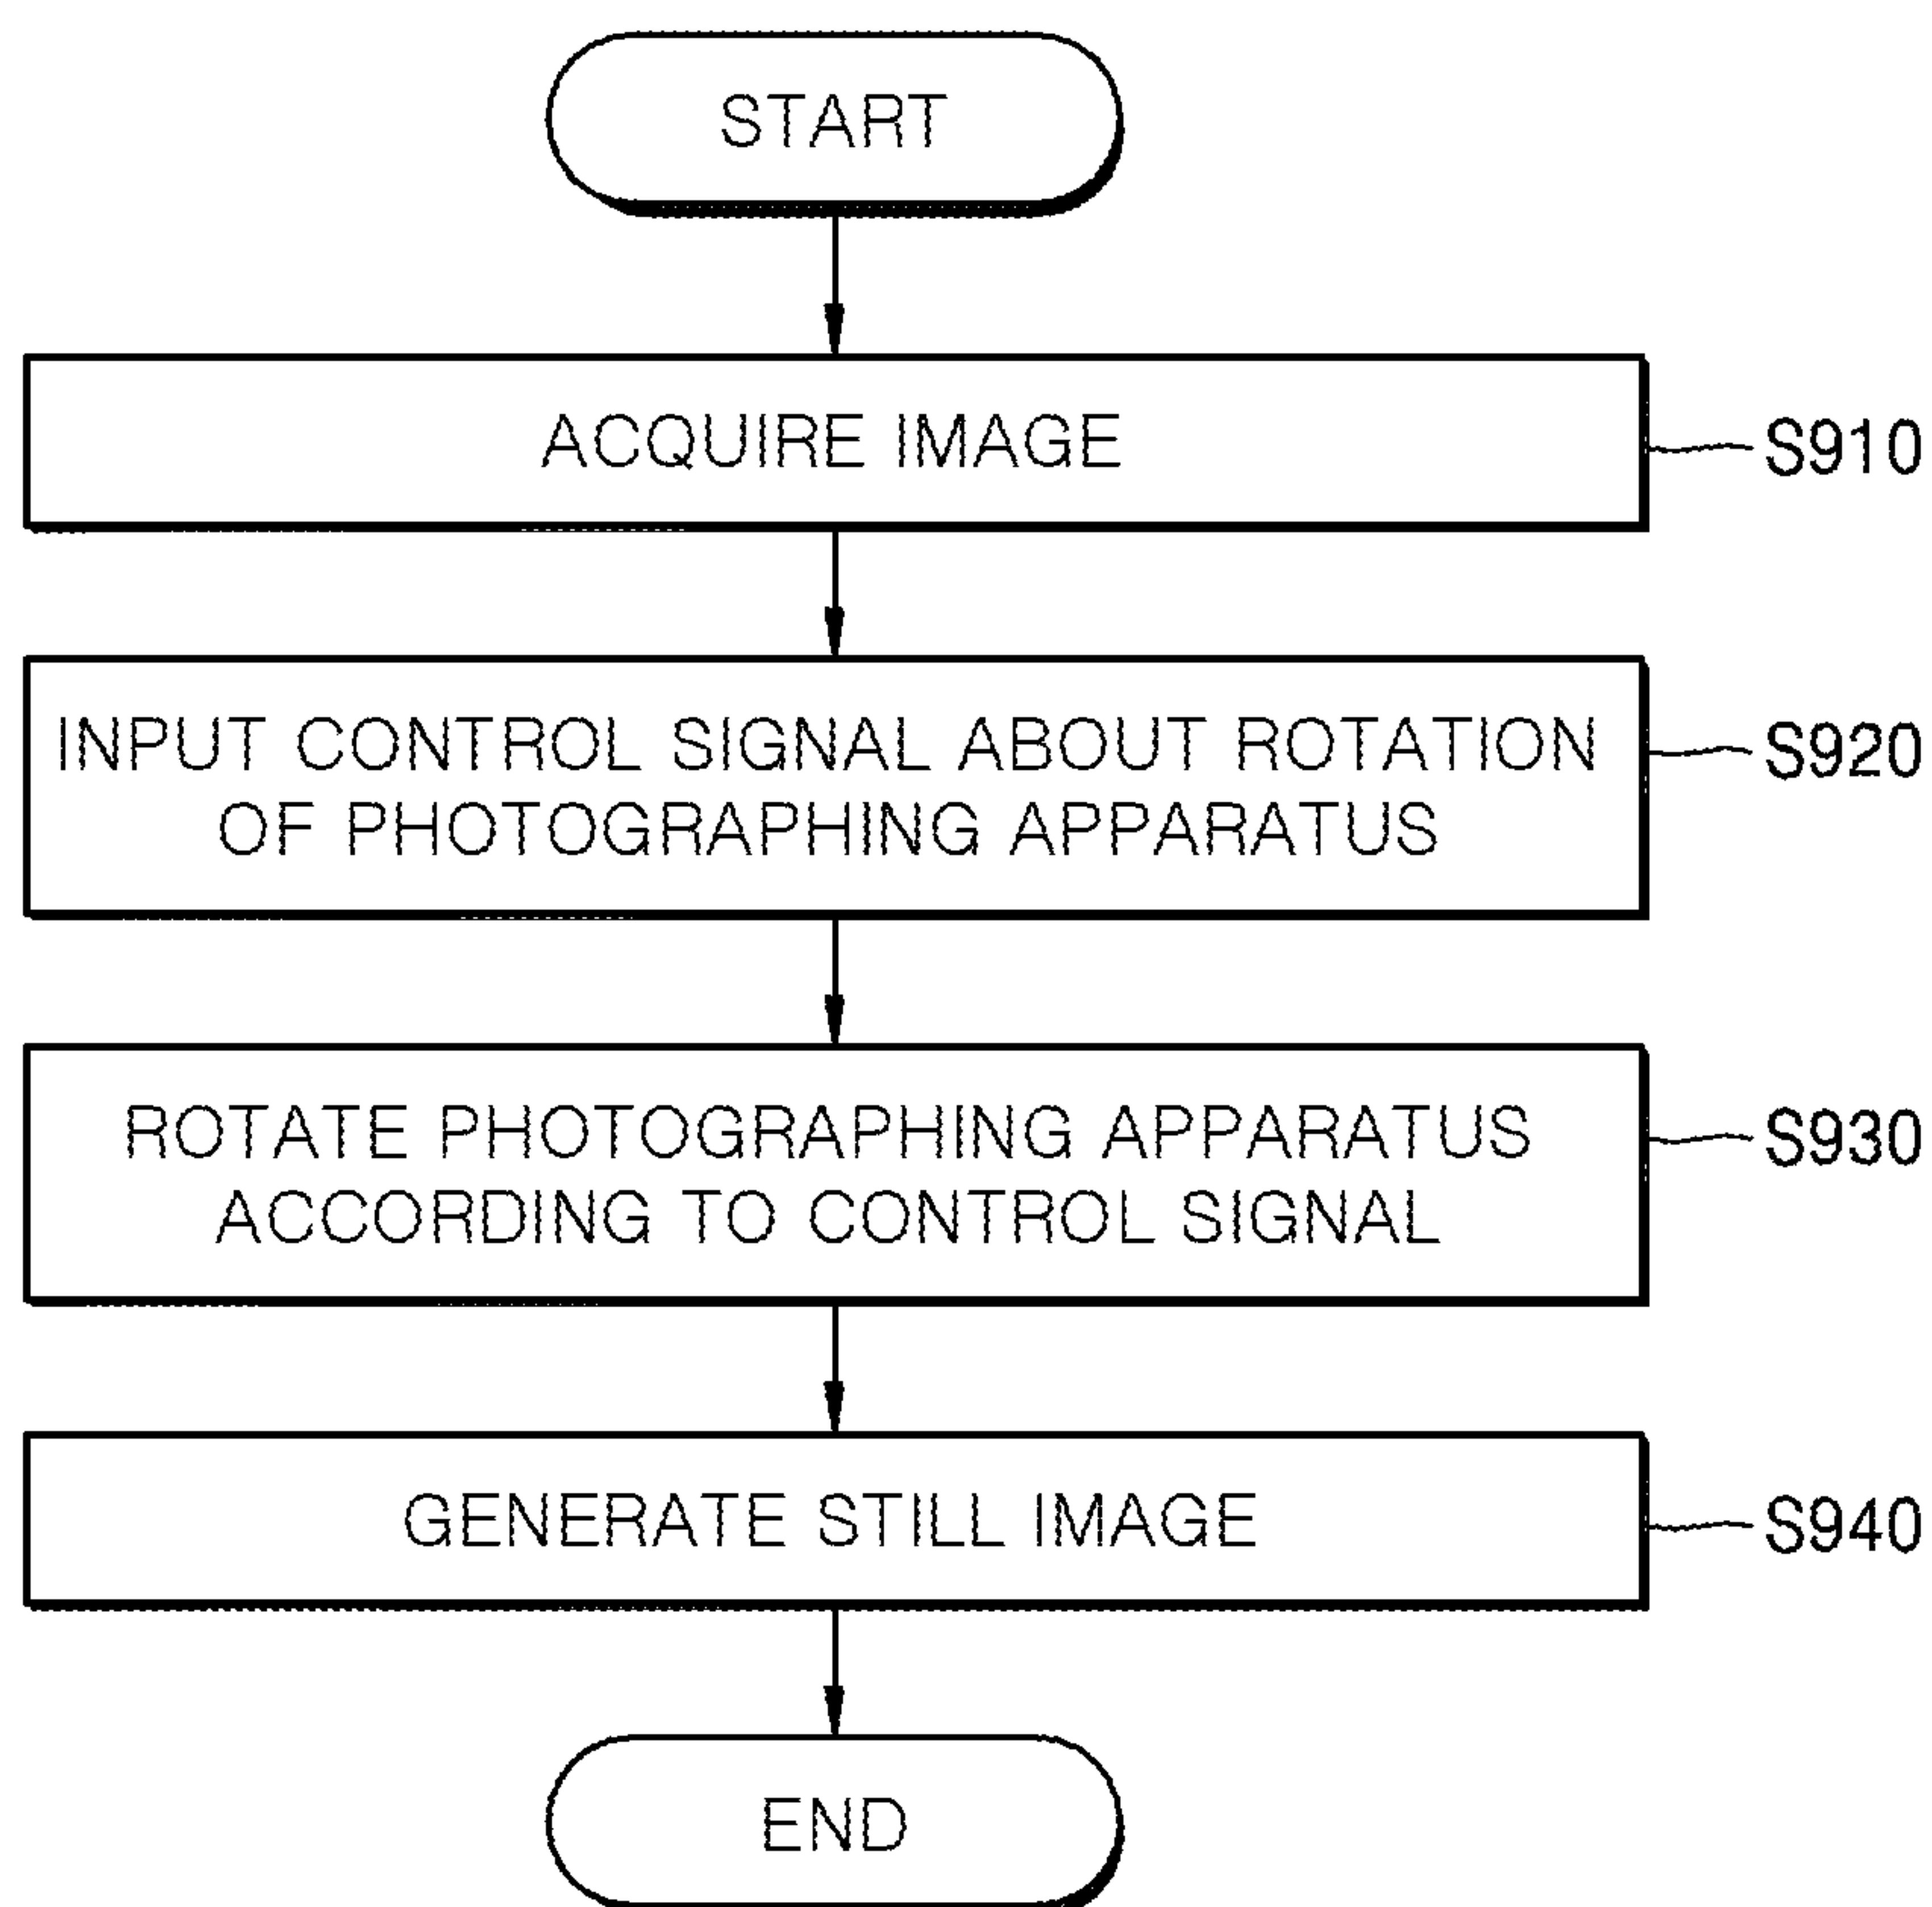 START
ACQUIRE IMAGE
S910
INPUT CONTROL SIGNAL ABOUT ROTATION
OF PHOTOGRAPHING APPARATUS
S920
ROTATE PHOTOGRAPHING APPARATUS
ACCORDING TO CONTROL SIGNAL
S930
GENERATE STILL IMAGE
S940
END